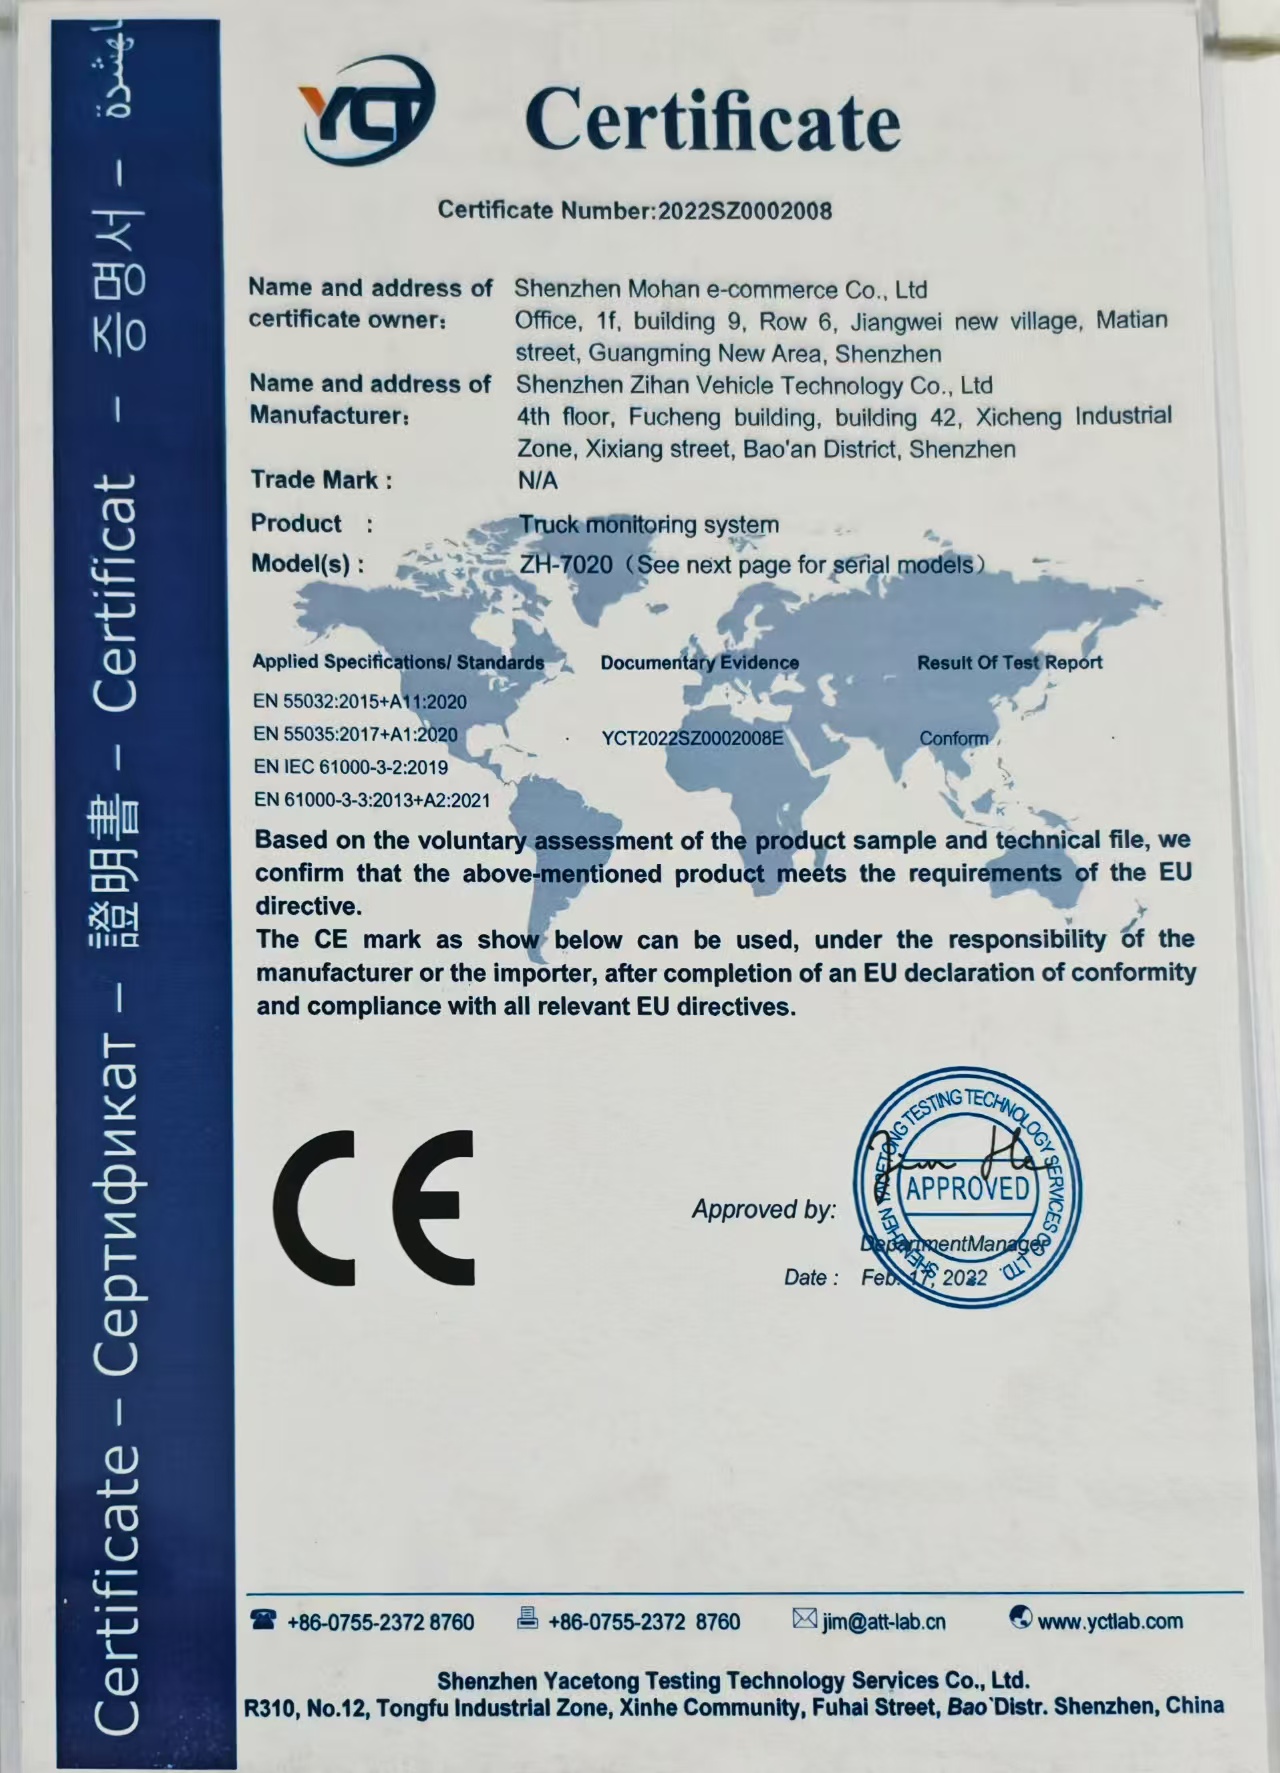 YCT
Certificate
Certificate Number:2022SZ0002008
Name and address of certificate owner:
Shenzhen Mohan e-commerce Co., Ltd
Office, 1f, building 9, Row 6, Jiangwei new village, Matian
street, Guangming New Area, Shenzhen
Name and address of Manufacturer:
Shenzhen Zihan Vehicle Technology Co., Ltd
4th floor, Fucheng building, building 42, Xicheng Industrial
Zone, Xixiang street, Bao'an District, Shenzhen
Trade Mark : N/A
Product : Truck monitoring system
Model(s) : ZH-7020（See next page for serial models）
Applied Specifications/ Standards Documentary Evidence Result Of Test Report
EN 55032:2015+A11:2020
EN 55035:2017+A1:2020 YCT2022SZ0002008E Conform
EN IEC 61000-3-2:2019
EN 61000-3-3:2013+A2:2021
Based on the voluntary assessment of the product sample and technical file, we
confirm that the above-mentioned product meets the requirements of the EU
directive.
The CE mark as show below can be used, under the responsibility of the
manufacturer or the importer, after completion of an EU declaration of conformity
and compliance with all relevant EU directives.
CE
Approved by:
Jim He
SHENZHEN YACETONG TESTING TECHNOLOGY SERVICES CO.,LTD.
APPROVED
DepartmentManager
Date : Feb. 17, 2022
+86-0755-2372 8760 +86-0755-2372 8760 jim@att-lab.cn www.yctlab.com
Shenzhen Yacetong Testing Technology Services Co., Ltd.
R310, No.12, Tongfu Industrial Zone, Xinhe Community, Fuhai Street, Bao`Distr. Shenzhen, China
Certificate – Сертификат – 證明書 – Certificat – 증명서 –